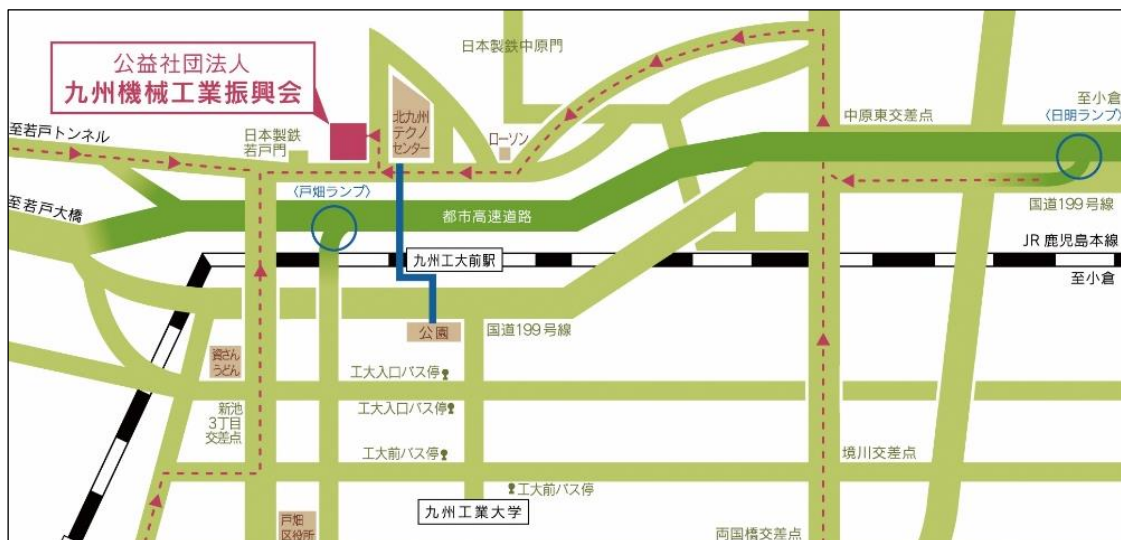 公益社団法人
九州機械工業振興会
日本製鉄中原門
至若戸トンネル
日本製鉄
若戸門
北九州
テクノ
センター
ローソン
中原東交差点
至小倉
〈日明ランプ〉
至若戸大橋
〈戸畑ランプ〉
都市高速道路
国道199号線
JR 鹿児島本線
九州工大前駅
至小倉
公園
国道199号線
資さん
うどん
工大入口バス停
新池
3丁目
交差点
工大入口バス停
工大前バス停
境川交差点
工大前バス停
九州工業大学
戸畑
区役所
両国橋交差点